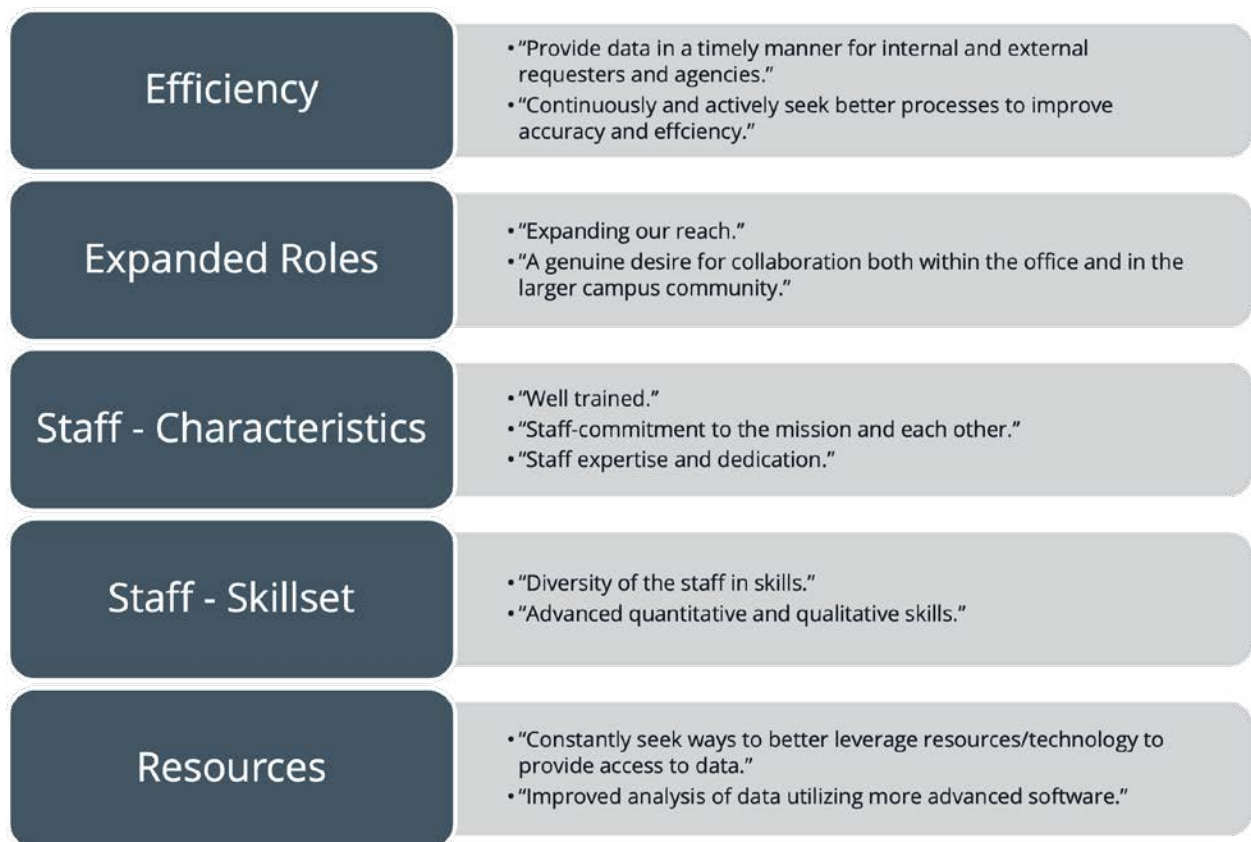 Efficiency
• “Provide data in a timely manner for internal and external
requesters and agencies.”
• “Continuously and actively seek better processes to improve
accuracy and effciency.”
Expanded Roles
• “Expanding our reach.”
• “A genuine desire for collaboration both within the office and in the
larger campus community.”
Staff - Characteristics
• “Well trained.”
• “Staff-commitment to the mission and each other.”
• “Staff expertise and dedication.”
Staff - Skillset
• “Diversity of the staff in skills.”
• “Advanced quantitative and qualitative skills.”
Resources
• “Constantly seek ways to better leverage resources/technology to
provide access to data.”
• “Improved analysis of data utilizing more advanced software.”